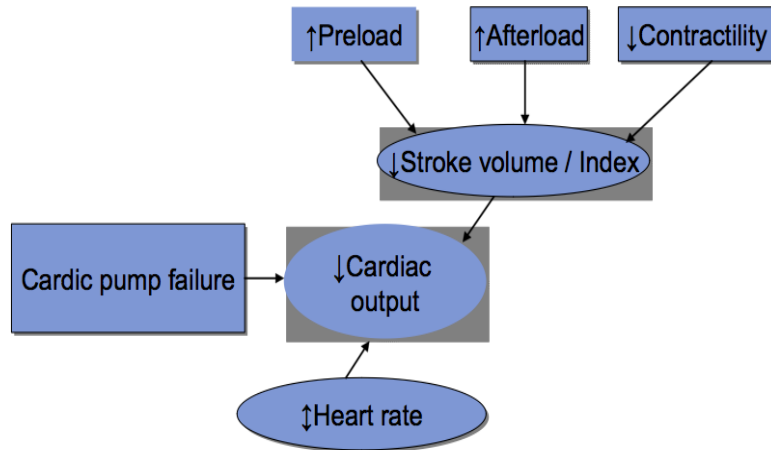 ↑Preload
↑Afterload
↓Contractility
↓Stroke volume / Index
Cardic pump failure
↓Cardiac
output
↕Heart rate